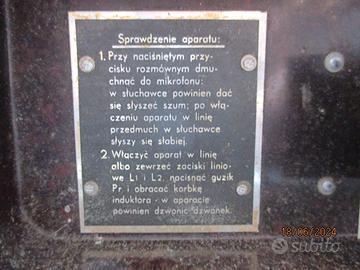 Sprawdzenie aparatu:
1. Przy naciśniętym przy-
cisku rozmównym dmu-
chnąć do mikrofonu:
w słuchawce powinien dać
się słyszeć szum; po włą-
czeniu aparatu w linię
przedmuch w słuchawce
słyszy się słabiej.
2. Włączyć aparat w linię
albo zewrzeć zaciski linio-
we L1 i L2, nacisnąć guzik
Pr. i obracać korbkę
induktora - w aparacie
powinien dzwonić dzwonek.
18/06/2024
subito